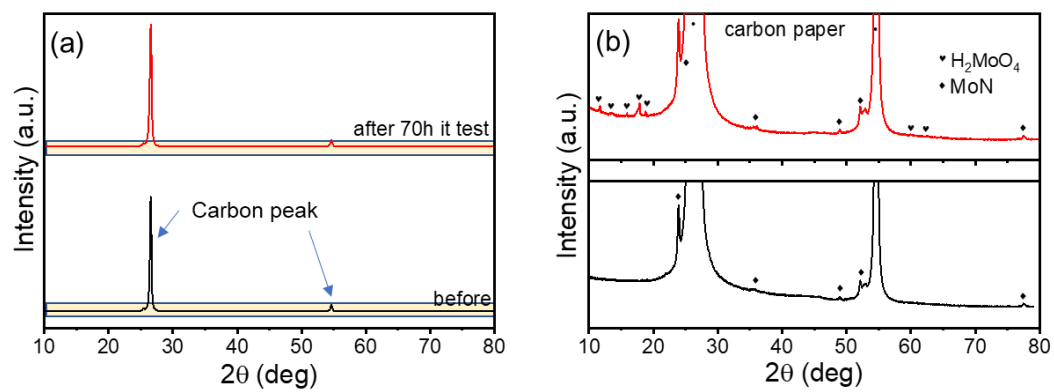 (a)
after 70h it test
Carbon peak
before
Intensity (a.u.)
10 20 30 40 50 60 70 80
2θ (deg)
(b)
carbon paper
♥ H₂MoO₄
♦ MoN
Intensity (a.u.)
10 20 30 40 50 60 70 80
2θ (deg)